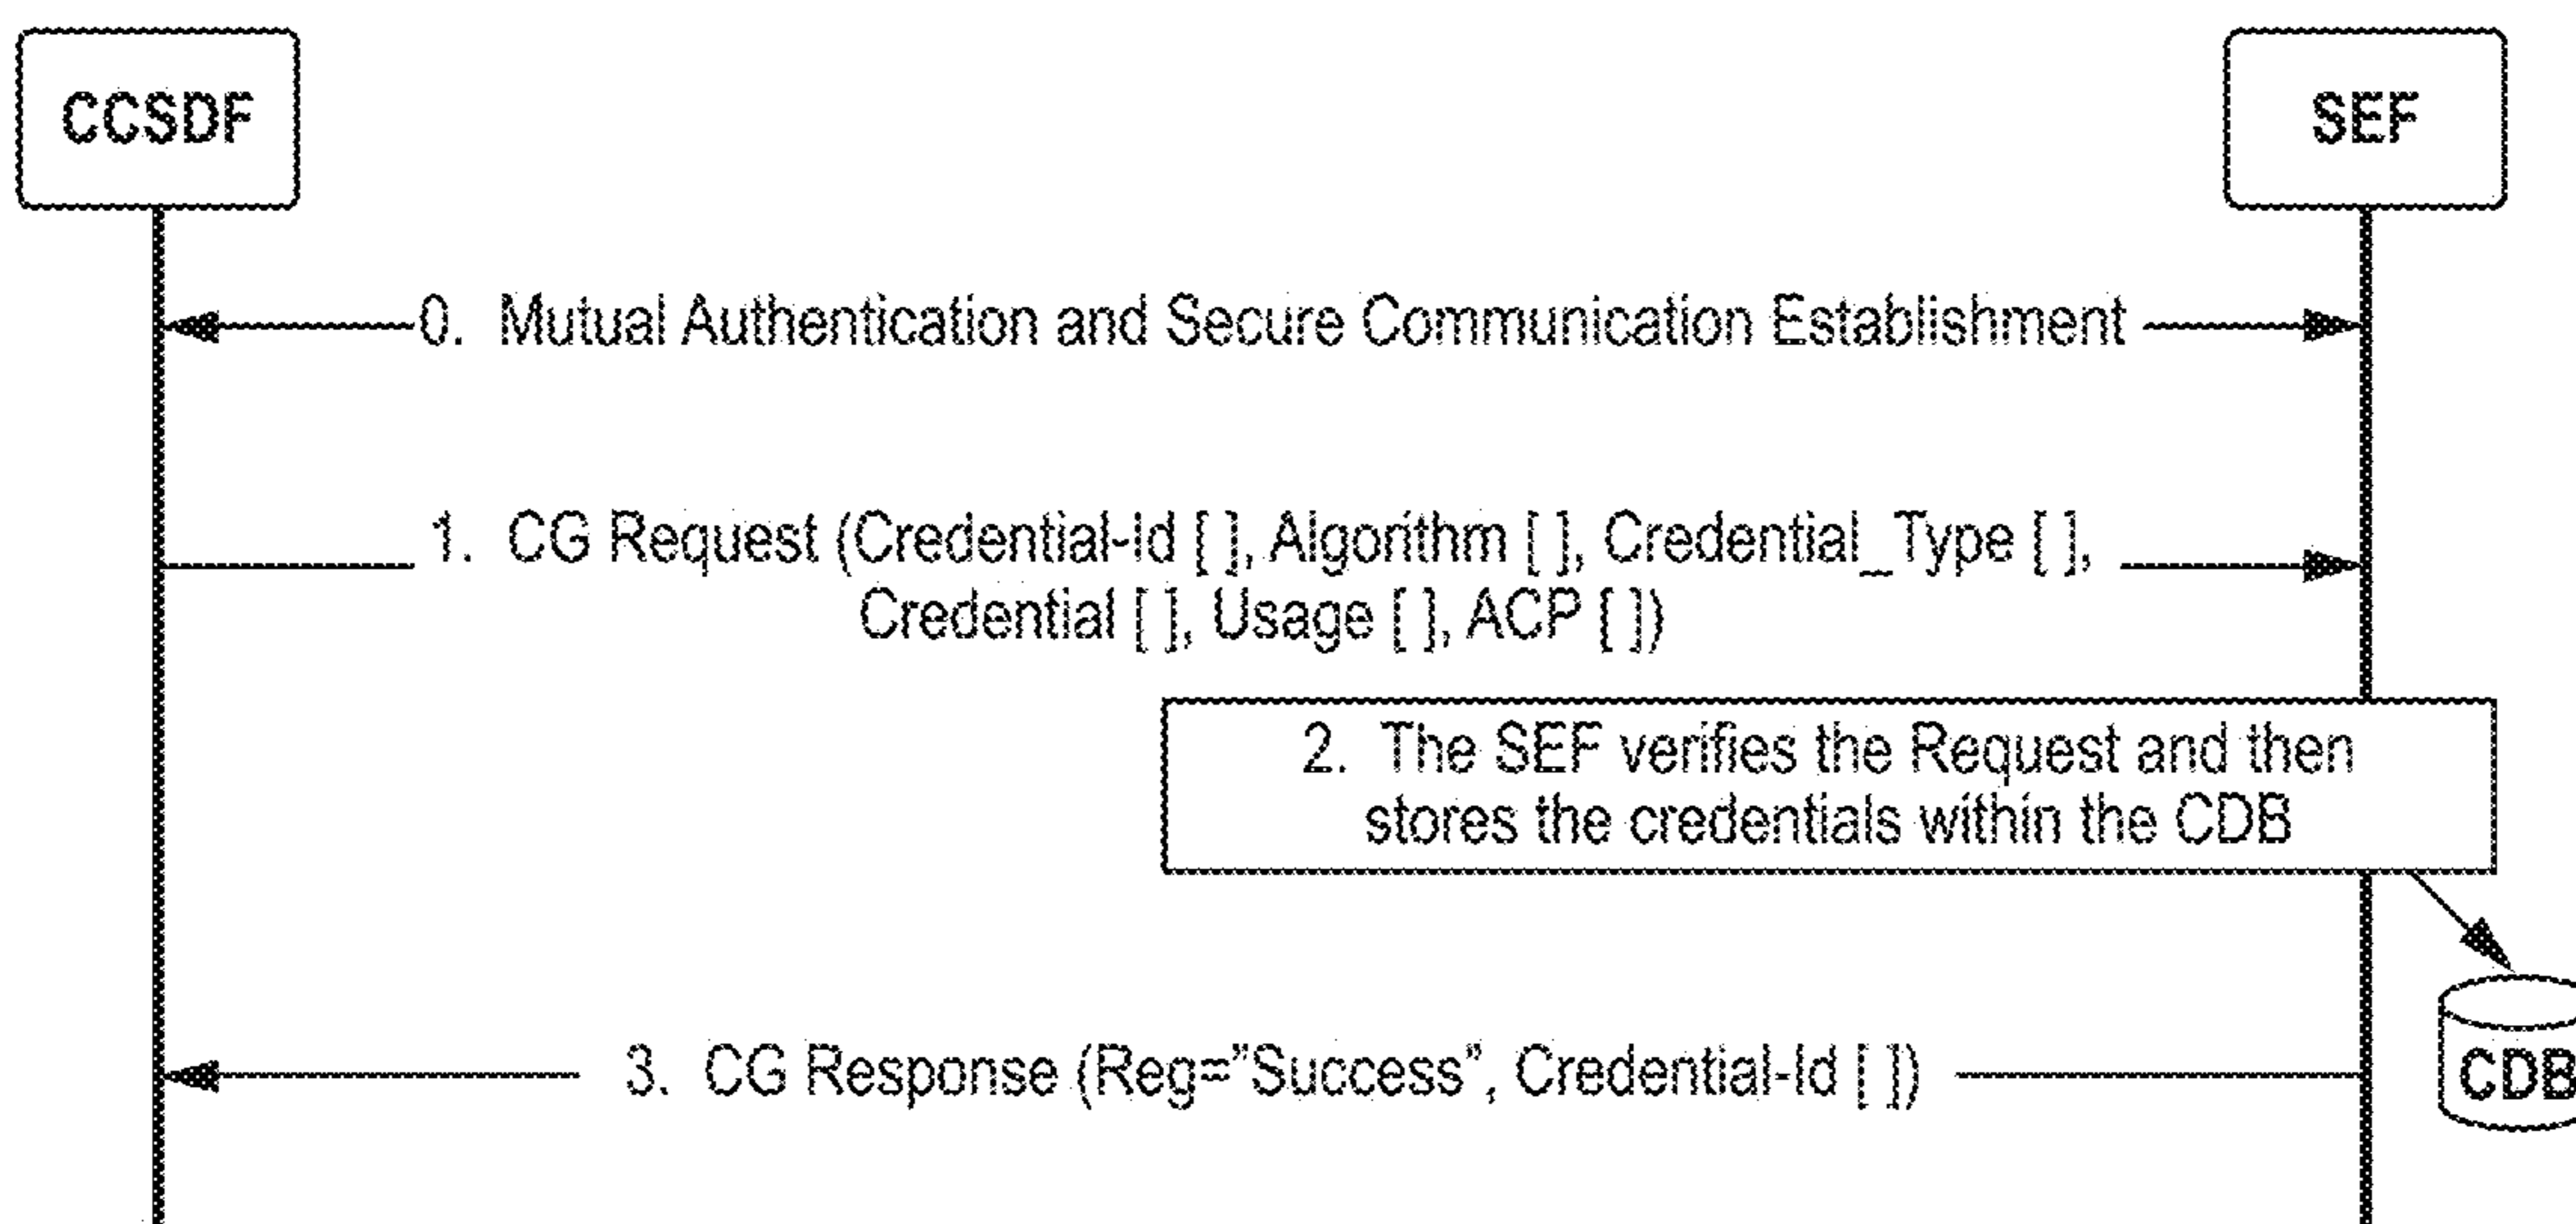 CCSDF
SEF
0. Mutual Authentication and Secure Communication Establishment
1. CG Request (Credential-Id [ ], Algorithm [ ], Credential_Type [ ],
Credential [ ], Usage [ ], ACP [ ])
2. The SEF verifies the Request and then
stores the credentials within the CDB
3. CG Response (Reg="Success”, Credential-Id [ ])
CDB